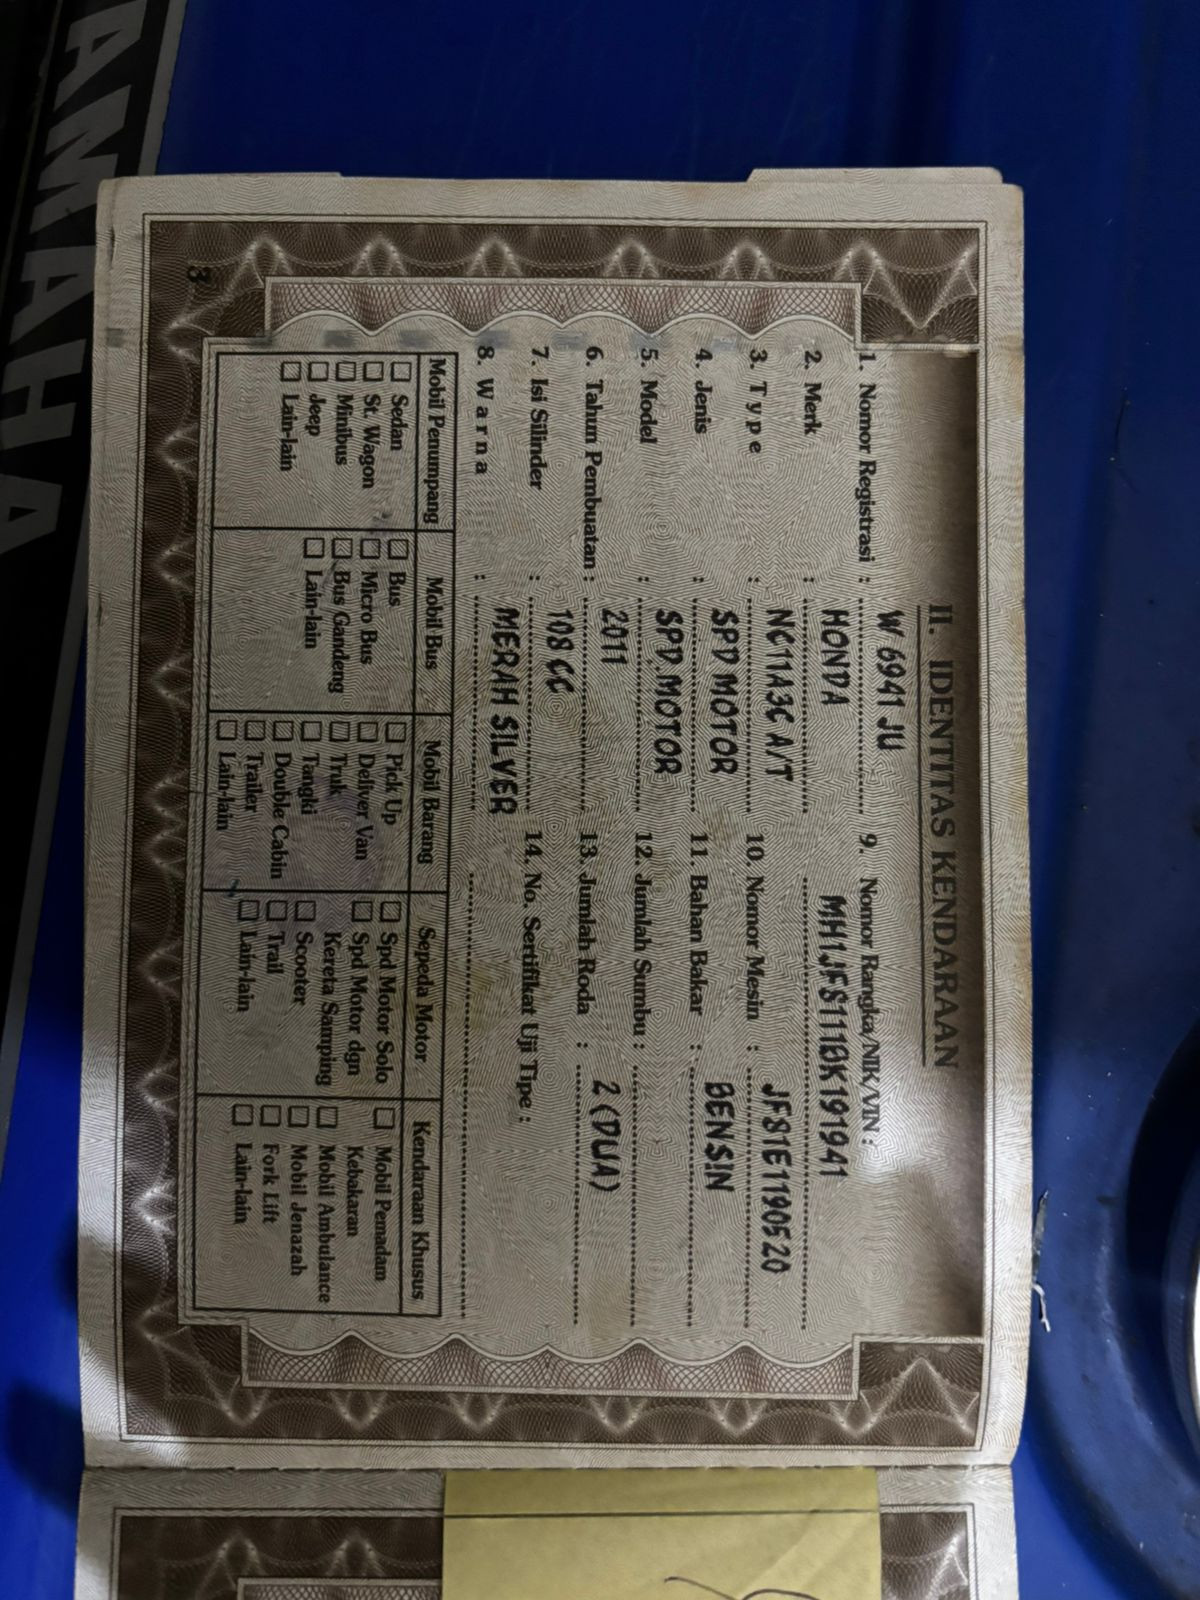 YAMAHA
II. IDENTITAS KENDARAAN
1. Nomor Registrasi : W 6941 JU
2. Merk : HONDA
3. Type : NC11A3C A/T
4. Jenis : SPD MOTOR
5. Model : SPD. MOTOR
6. Tahun Pembuatan : 2011
7. Isi Silinder : 108 CC
8. Warna : MERAH SILVER
9. Nomor Rangka/NIK/VIN :
MH1JF8111BK191941
10. Nomor Mesin : JF81E1190520
11. Bahan Bakar : BENSIN
12. Jumlah Sumbu :
13. Jumlah Roda : 2 (DUA)
14. No. Sertifikat Uji Tipe :
Mobil Penumpang
Sedan
St. Wagon
Minibus
Jeep
Lain-lain
Mobil Bus
Bus
Micro Bus
Bus Gandeng
Lain-lain
Mobil Barang
Pick Up
Deliver Van
Truk
Tangki
Double Cabin
Trailer
Lain-lain
Sepeda Motor
Spd Motor Solo
Spd Motor dgn
Kereta Samping
Scooter
Trail
Lain-lain
Kendaraan Khusus
Mobil Pemadam
Kebakaran
Mobil Ambulance
Mobil Jenazah
Fork Lift
Lain-lain
3